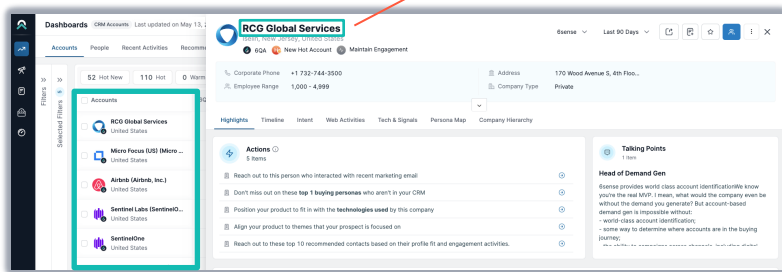 Dashboards CRM Accounts Last updated on May 13,
Accounts People Recent Activities
52 Hot New 110 Hot 0 Warm
Filters
Selected Filters
Accounts
RCG Global Services
United States
Micro Focus (US) (Micro ...
United States
Airbnb (Airbnb, Inc.)
United States
Sentinel Labs (SentinelO...
United States
SentinelOne
United States
RCG Global Services
Iselin, New Jersey, United States
6QA New Hot Account Maintain Engagement
6sense Last 90 Days
Corporate Phone +1 732-744-3500
Address 170 Wood Avenue S, 4th Floo...
Employee Range 1,000 - 4,999
Company Type Private
Highlights Timeline Intent Web Activities Tech & Signals Persona Map Company Hierarchy
Actions
5 Items
Reach out to this person who interacted with recent marketing email
Don't miss out on these top 1 buying personas who aren't in your CRM
Position your product to fit in with the technologies used by this company
Align your product to themes that your prospect is focused on
Reach out to these top 10 recommended contacts based on their profile fit and engagement activities.
Talking Points
1 Item
Head of Demand Gen
6sense provides world class account identificationWe know
you're the real MVP. I mean, what would the company even be
without the demand you generate? But account-based
demand gen is impossible without:
- world-class account identification;
- some way to determine where accounts are in the buying
journey;